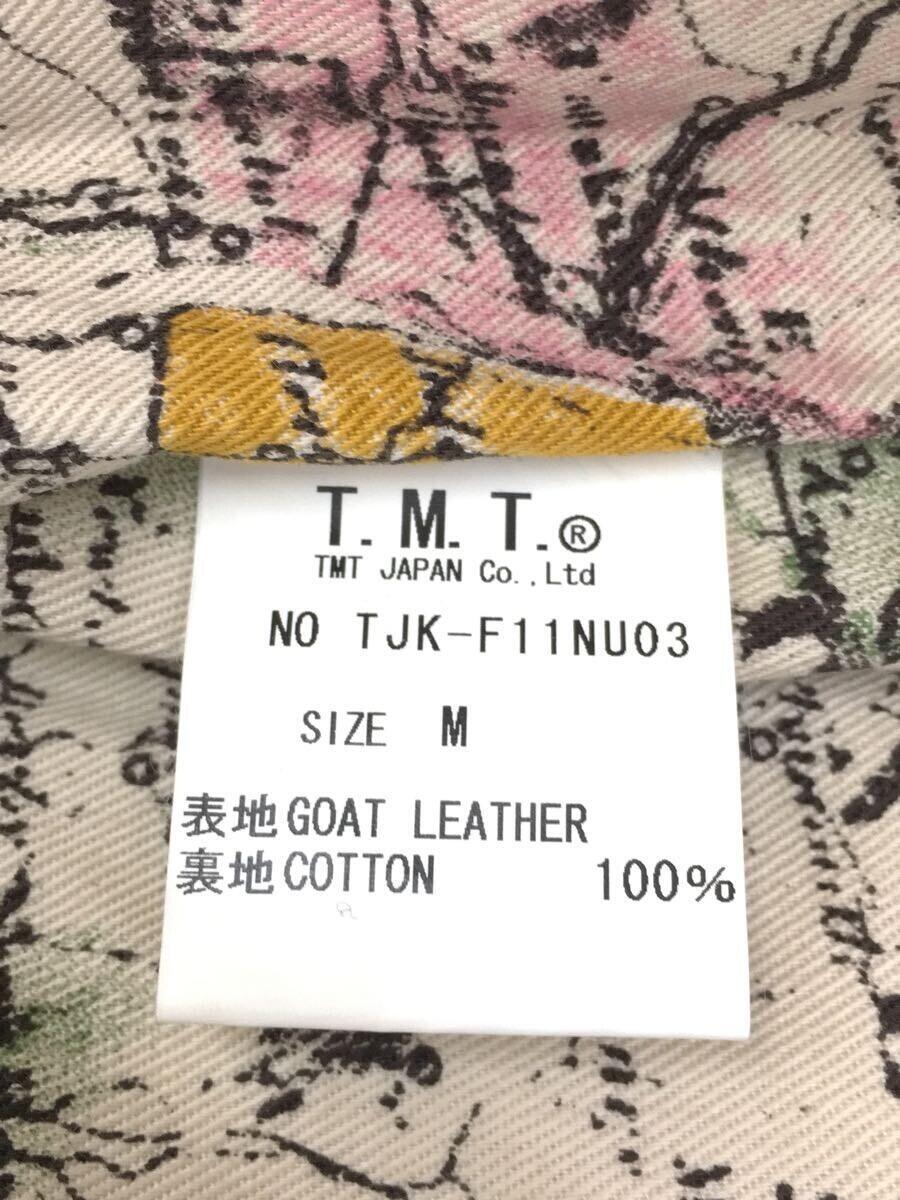 T.M.T.®
TMT JAPAN Co.,Ltd
NO TJK-F11NU03
SIZE M
表地GOAT LEATHER
裏地COTTON 100%